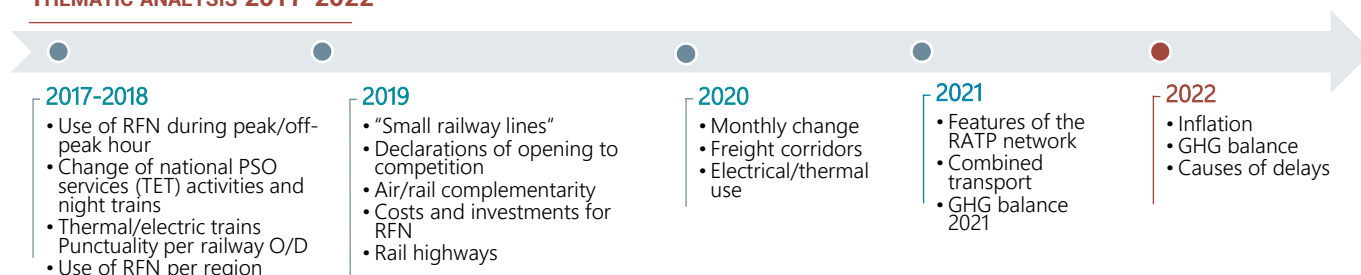 THEMATIC ANALYSIS 2017-2022
2017-2018
• Use of RFN during peak/off-
peak hour
• Change of national PSO
services (TET) activities and
night trains
• Thermal/electric trains
Punctuality per railway O/D
• Use of RFN per region
2019
• “Small railway lines“
• Declarations of opening to
competition
• Air/rail complementarity
• Costs and investments for
RFN
• Rail highways
2020
• Monthly change
• Freight corridors
• Electrical/thermal
use
2021
• Features of the
RATP network
• Combined
transport
• GHG balance
2021
2022
• Inflation
• GHG balance
• Causes of delays